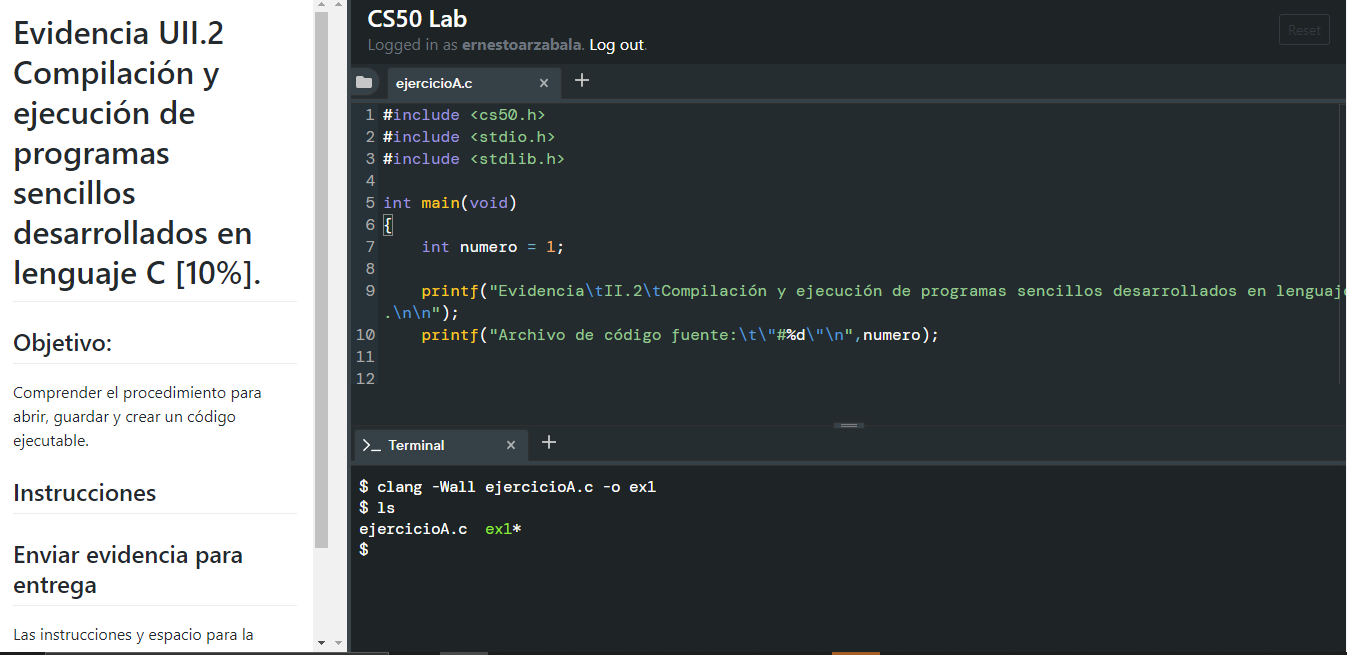 Evidencia UII.2
Compilación y
ejecución de
programas
sencillos
desarrollados en
lenguaje C [10%].
Objetivo:
Comprender el procedimiento para
abrir, guardar y crear un código
ejecutable.
Instrucciones
Enviar evidencia para
entrega
Las instrucciones y espacio para la
CS50 Lab
Logged in as ernestoarzabala. Log out.
Reset
ejercicioA.c × +
1 #include <cs50.h>
2 #include <stdio.h>
3 #include <stdlib.h>
4
5 int main(void)
6 {
7     int numero = 1;
8
9     printf("Evidencia\tII.2\tCompilación y ejecución de programas sencillos desarrollados en lenguaje
.\n\n");
10     printf("Archivo de código fuente:\t\"#%d\"\n",numero);
11
12
>_ Terminal × +
$ clang -Wall ejercicioA.c -o ex1
$ ls
ejercicioA.c  ex1*
$